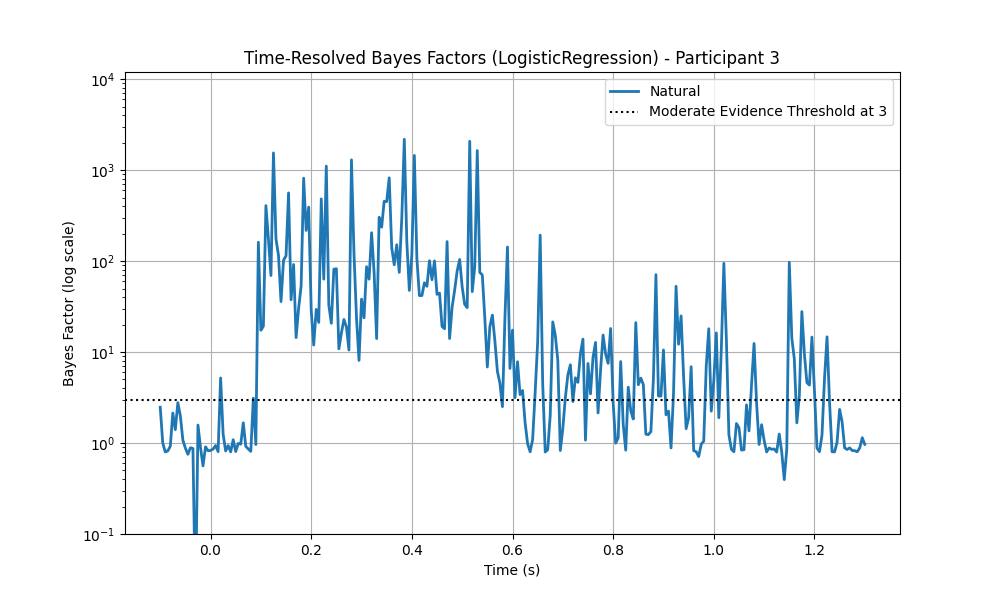 Time-Resolved Bayes Factors (LogisticRegression) - Participant 3
Natural
Moderate Evidence Threshold at 3
Bayes Factor (log scale)
10⁴
10³
10²
10¹
10⁰
10⁻¹
0.0 0.2 0.4 0.6 0.8 1.0 1.2
Time (s)